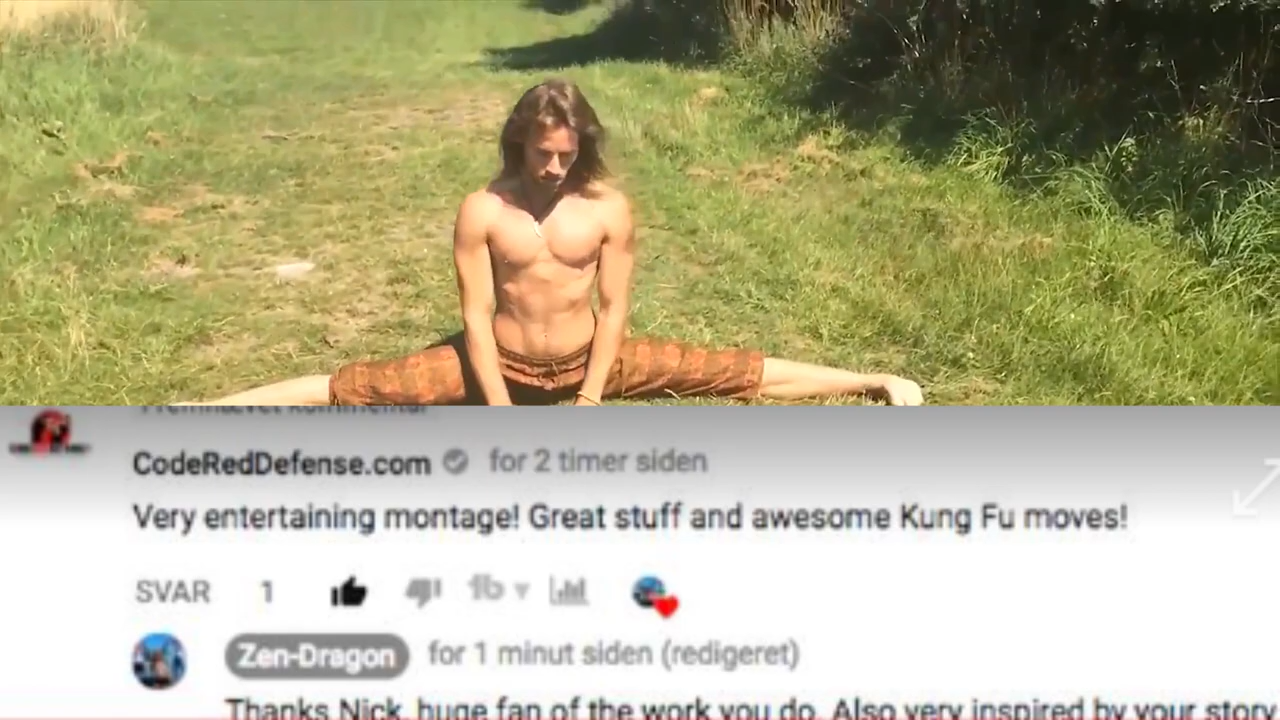 Fremhævet kommentar
CodeRedDefense.com for 2 timer siden
Very entertaining montage! Great stuff and awesome Kung Fu moves!
SVAR 1
Zen-Dragon for 1 minut siden (redigeret)
Thanks Nick, huge fan of the work you do. Also very inspired by your story